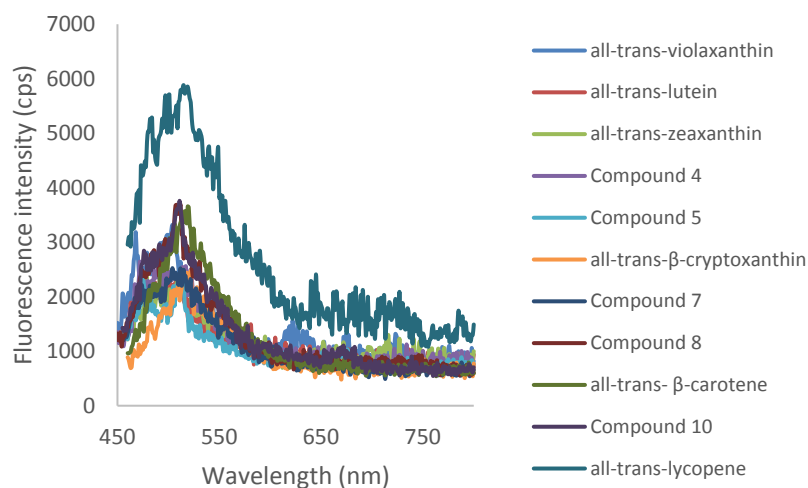 7000
6000
5000
4000
3000
2000
1000
0
Fluorescence intensity (cps)
450
550
650
750
Wavelength (nm)
all-trans-violaxanthin
all-trans-lutein
all-trans-zeaxanthin
Compound 4
Compound 5
all-trans-β-cryptoxanthin
Compound 7
Compound 8
all-trans- β-carotene
Compound 10
all-trans-lycopene